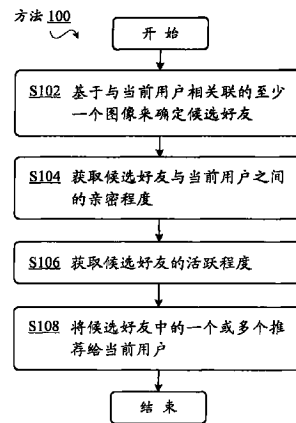 方法 100
开 始
S102 基于与当前用户相关联的至少
一个图像来确定候选好友
S104 获取候选好友与当前用户之间
的亲密程度
S106 获取候选好友的活跃程度
S108 将候选好友中的一个或多个推
荐给当前用户
结 束